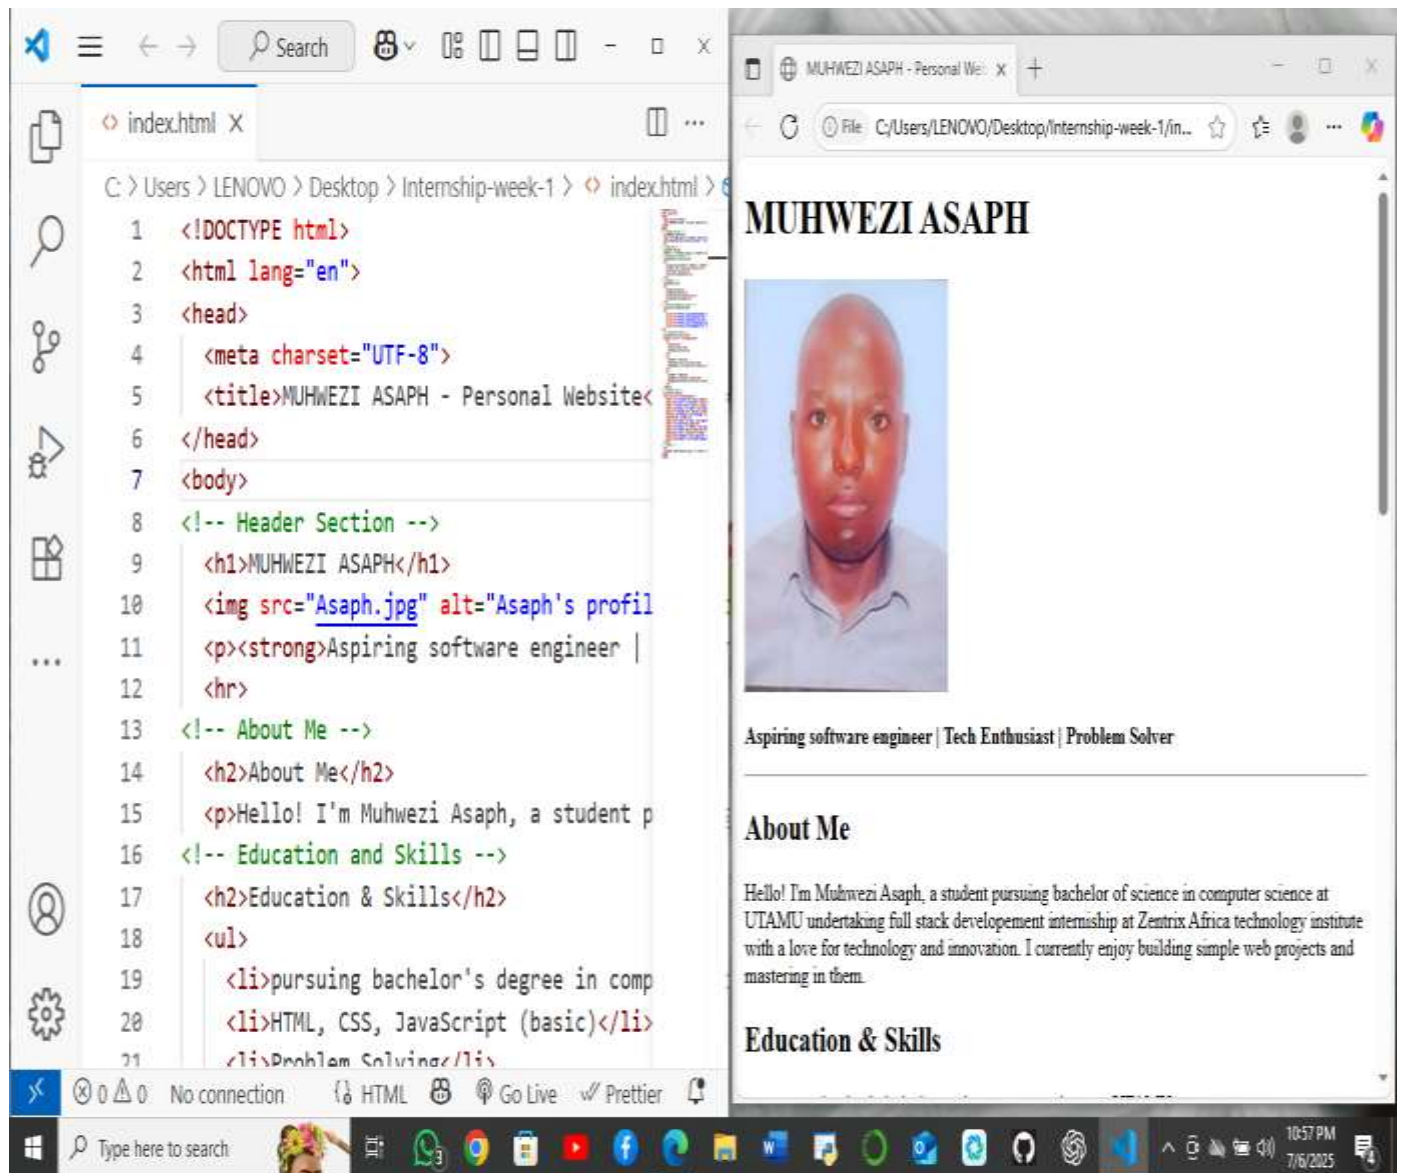 Search
index.html X
...
C: > Users > LENOVO > Desktop > Internship-week-1 > index.html >
1 <!DOCTYPE html>
2 <html lang="en">
3 <head>
4 <meta charset="UTF-8">
5 <title>MUHWEZI ASAPH - Personal Website<
6 </head>
7 <body>
8 <!-- Header Section -->
9 <h1>MUHWEZI ASAPH</h1>
10 <img src="Asaph.jpg" alt="Asaph's profil
11 <p><strong>Aspiring software engineer |
12 <hr>
13 <!-- About Me -->
14 <h2>About Me</h2>
15 <p>Hello! I'm Muhwezi Asaph, a student p
16 <!-- Education and Skills -->
17 <h2>Education & Skills</h2>
18 <ul>
19 <li>pursuing bachelor's degree in comp
20 <li>HTML, CSS, JavaScript (basic)</li>
21 <li>Problem Solving</li>
0 0 No connection HTML Go Live Prettier
MUHWEZI ASAPH - Personal We
File C:/Users/LENOVO/Desktop/Internship-week-1/in...
MUHWEZI ASAPH
Aspiring software engineer | Tech Enthusiast | Problem Solver
About Me
Hello! I'm Muhwezi Asaph, a student pursuing bachelor of science in computer science at
UTAMU undertaking full stack developement interniship at Zentrix Africa technology institute
with a love for technology and innovation. I currently enjoy building simple web projects and
mastering in them.
Education & Skills
Type here to search
3
10:57 PM
7/6/2025
4